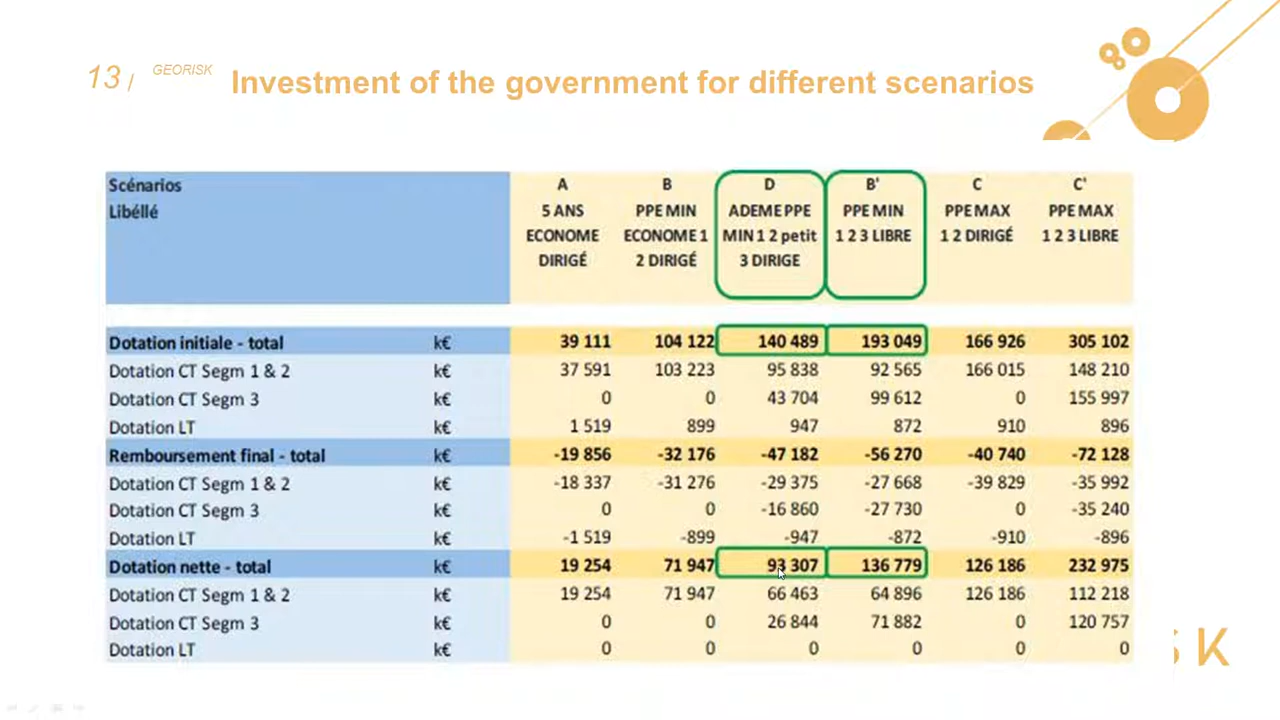 13 / GEORISK Investment of the government for different scenarios
Scénarios A B D B' C C'
Libéllé 5 ANS PPE MIN ADEME PPE PPE MIN PPE MAX PPE MAX
ECONOME ECONOME 1 MIN 1 2 petit 1 2 3 LIBRE 1 2 DIRIGÉ 1 2 3 LIBRE
DIRIGÉ 2 DIRIGÉ 3 DIRIGE
Dotation initiale - total k€ 39 111 104 122 140 489 193 049 166 926 305 102
Dotation CT Segm 1 & 2 k€ 37 591 103 223 95 838 92 565 166 015 148 210
Dotation CT Segm 3 k€ 0 0 43 704 99 612 0 155 997
Dotation LT k€ 1 519 899 947 872 910 896
Remboursement final - total k€ -19 856 -32 176 -47 182 -56 270 -40 740 -72 128
Dotation CT Segm 1 & 2 k€ -18 337 -31 276 -29 375 -27 668 -39 829 -35 992
Dotation CT Segm 3 k€ 0 0 -16 860 -27 730 0 -35 240
Dotation LT k€ -1 519 -899 -947 -872 -910 -896
Dotation nette - total k€ 19 254 71 947 93 307 136 779 126 186 232 975
Dotation CT Segm 1 & 2 k€ 19 254 71 947 66 463 64 896 126 186 112 218
Dotation CT Segm 3 k€ 0 0 26 844 71 882 0 120 757
Dotation LT k€ 0 0 0 0 0 0
K